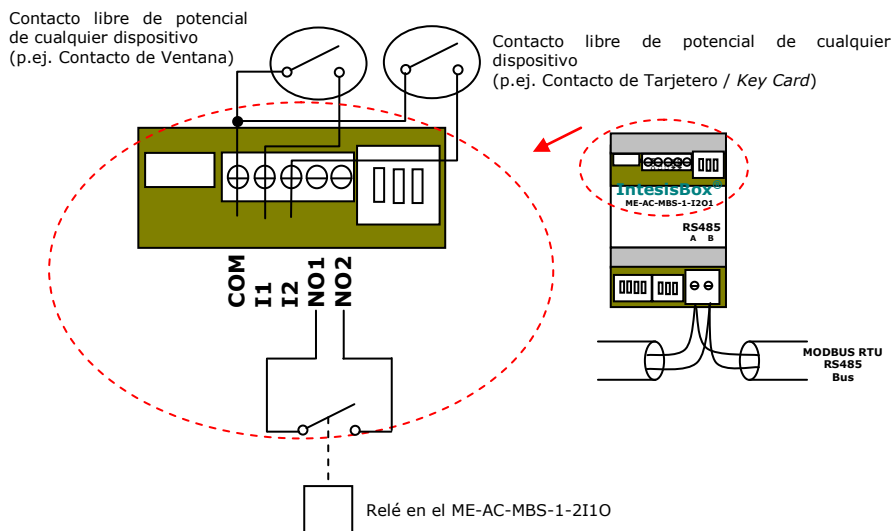 Contacto libre de potencial
de cualquier dispositivo
(p.ej. Contacto de Ventana)
Contacto libre de potencial de cualquier
dispositivo
(p.ej. Contacto de Tarjetero / Key Card)
IntesisBox®
ME-AC-MBS-1-I2O1
RS485
A B
COM
I1
I2
NO1
NO2
MODBUS RTU
RS485
Bus
Relé en el ME-AC-MBS-1-2I1O